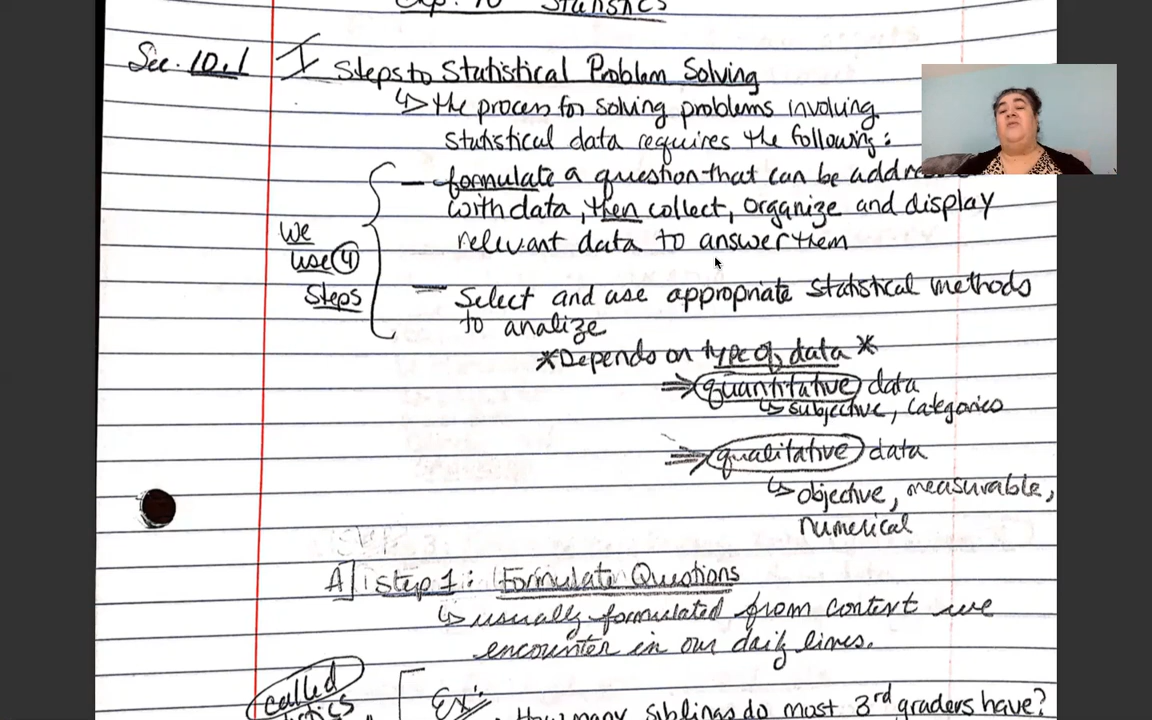 Chp. 10 Statistics
Sec. 10.1 I Steps to Statistical Problem Solving
the process for solving problems involving
statistical data requires the following:
- formulate a question that can be addre
with data, then collect, organize and display
relevant data to answer them
We
use 4
Steps
- Select and use appropriate statistical methods
to analize
*Depends on type of data *
quantitative data
subjective, categories
qualitative data
objective, measurable,
numerical
A] step 1: Formulate Questions
usually formulated from context we
encounter in our daily lives.
called
Ex:
How many siblings do most 3rd graders have?